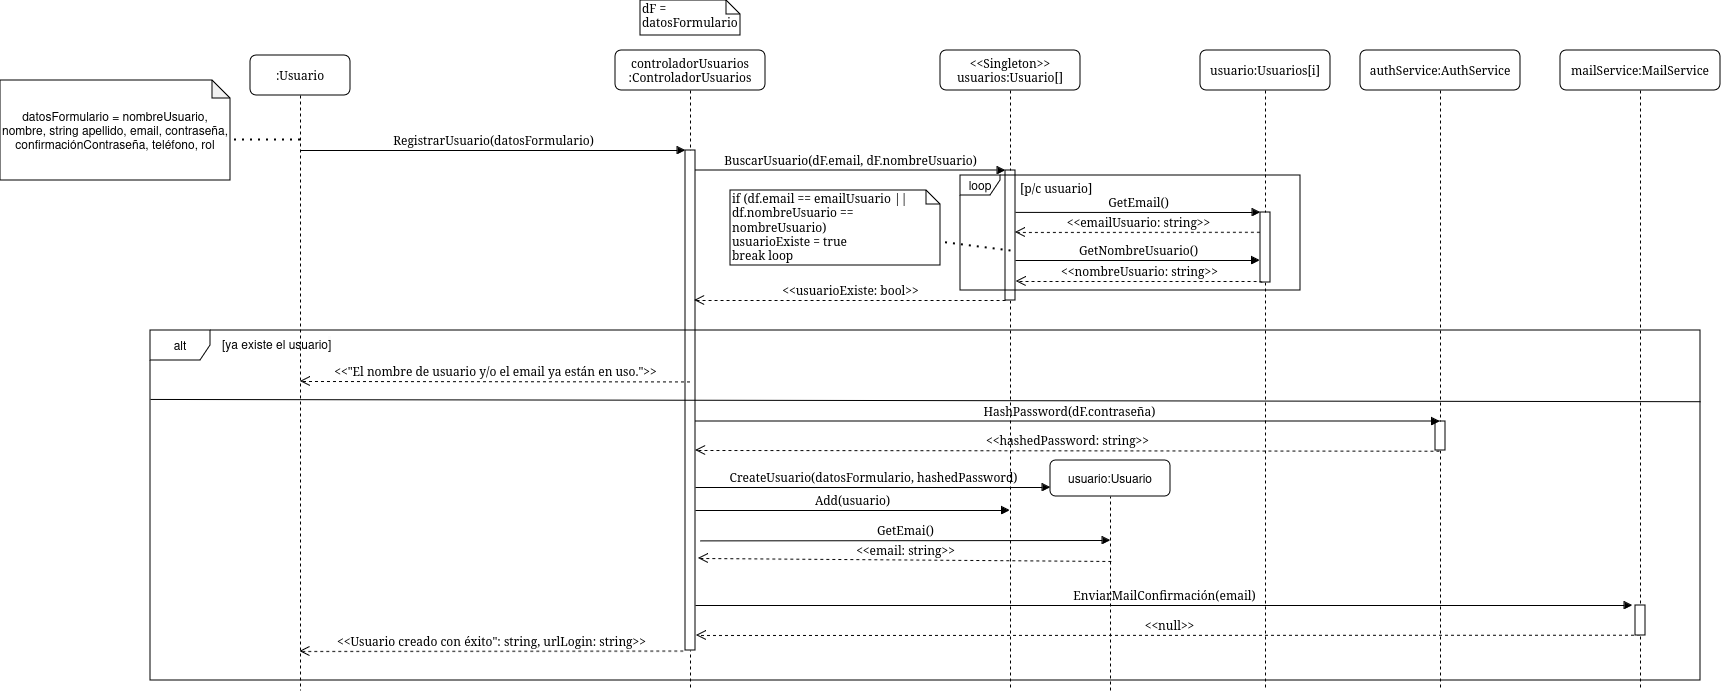 dF =
datosFormulario
:Usuario
controladorUsuarios
:ControladorUsuarios
<<Singleton>>
usuarios:Usuario[]
usuario:Usuarios[i]
authService:AuthService
mailService:MailService
datosFormulario = nombreUsuario,
nombre, string apellido, email, contraseña,
confirmaciónContraseña, teléfono, rol
RegistrarUsuario(datosFormulario)
BuscarUsuario(dF.email, dF.nombreUsuario)
loop
[p/c usuario]
if (df.email == emailUsuario ||
df.nombreUsuario ==
nombreUsuario)
usuarioExiste = true
break loop
GetEmail()
<<emailUsuario: string>>
GetNombreUsuario()
<<nombreUsuario: string>>
<<usuarioExiste: bool>>
alt
[ya existe el usuario]
<<"El nombre de usuario y/o el email ya están en uso.">>
HashPassword(dF.contraseña)
<<hashedPassword: string>>
CreateUsuario(datosFormulario, hashedPassword)
usuario:Usuario
Add(usuario)
GetEmai()
<<email: string>>
EnviarMailConfirmación(email)
<<null>>
<<Usuario creado con éxito": string, urlLogin: string>>